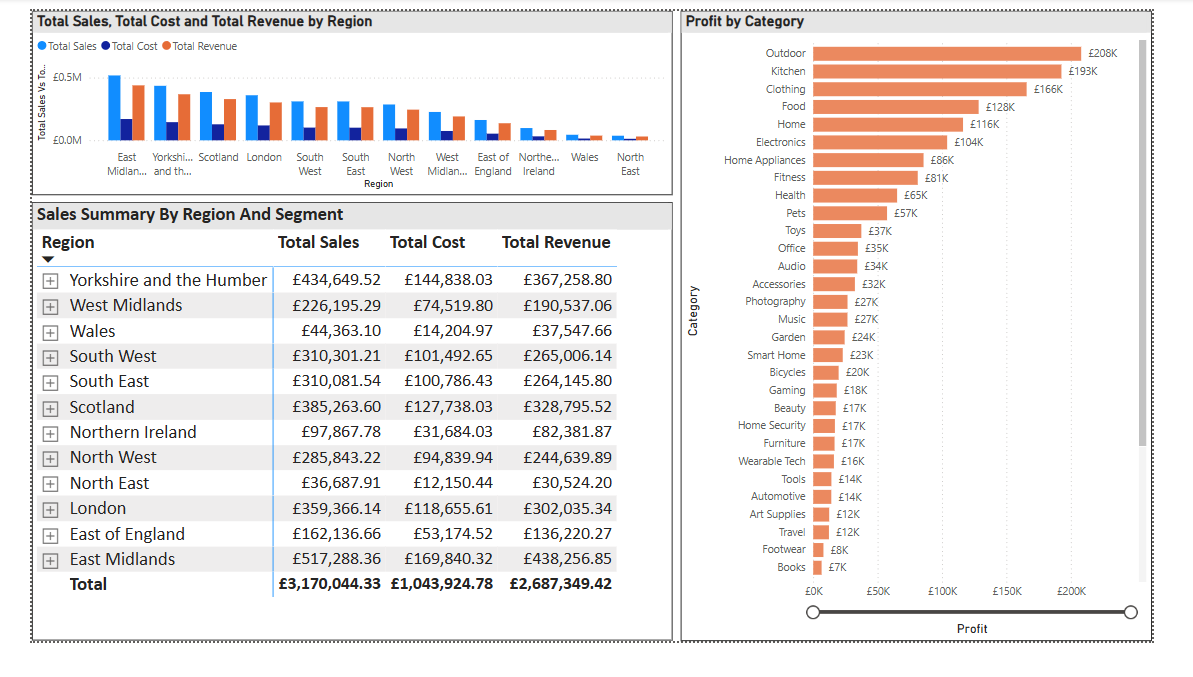 Total Sales, Total Cost and Total Revenue by Region
Total Sales Total Cost Total Revenue
Total Sales Vs To...
£0.5M
£0.0M
East Midlan...
Yorkshi... and th...
Scotland
London
South West
South East
North West
West Midlan...
East of England
Northe... Ireland
Wales
North East
Region
Sales Summary By Region And Segment
Region Total Sales Total Cost Total Revenue
Yorkshire and the Humber £434,649.52 £144,838.03 £367,258.80
West Midlands £226,195.29 £74,519.80 £190,537.06
Wales £44,363.10 £14,204.97 £37,547.66
South West £310,301.21 £101,492.65 £265,006.14
South East £310,081.54 £100,786.43 £264,145.80
Scotland £385,263.60 £127,738.03 £328,795.52
Northern Ireland £97,867.78 £31,684.03 £82,381.87
North West £285,843.22 £94,839.94 £244,639.89
North East £36,687.91 £12,150.44 £30,524.20
London £359,366.14 £118,655.61 £302,035.34
East of England £162,136.66 £53,174.52 £136,220.27
East Midlands £517,288.36 £169,840.32 £438,256.85
Total £3,170,044.33 £1,043,924.78 £2,687,349.42
Profit by Category
Category
Outdoor £208K
Kitchen £193K
Clothing £166K
Food £128K
Home £116K
Electronics £104K
Home Appliances £86K
Fitness £81K
Health £65K
Pets £57K
Toys £37K
Office £35K
Audio £34K
Accessories £32K
Photography £27K
Music £27K
Garden £24K
Smart Home £23K
Bicycles £20K
Gaming £18K
Beauty £17K
Home Security £17K
Furniture £17K
Wearable Tech £16K
Tools £14K
Automotive £14K
Art Supplies £12K
Travel £12K
Footwear £8K
Books £7K
£0K £50K £100K £150K £200K
Profit